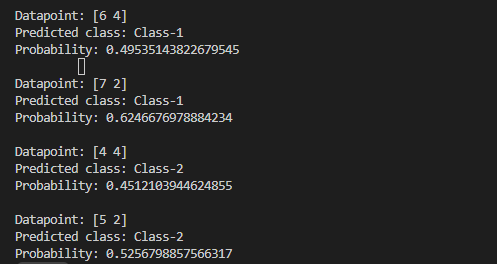 Datapoint: [6 4]
Predicted class: Class-1
Probability: 0.49535143822679545
Datapoint: [7 2]
Predicted class: Class-1
Probability: 0.6246676978884234
Datapoint: [4 4]
Predicted class: Class-2
Probability: 0.4512103944624855
Datapoint: [5 2]
Predicted class: Class-2
Probability: 0.5256798857566317